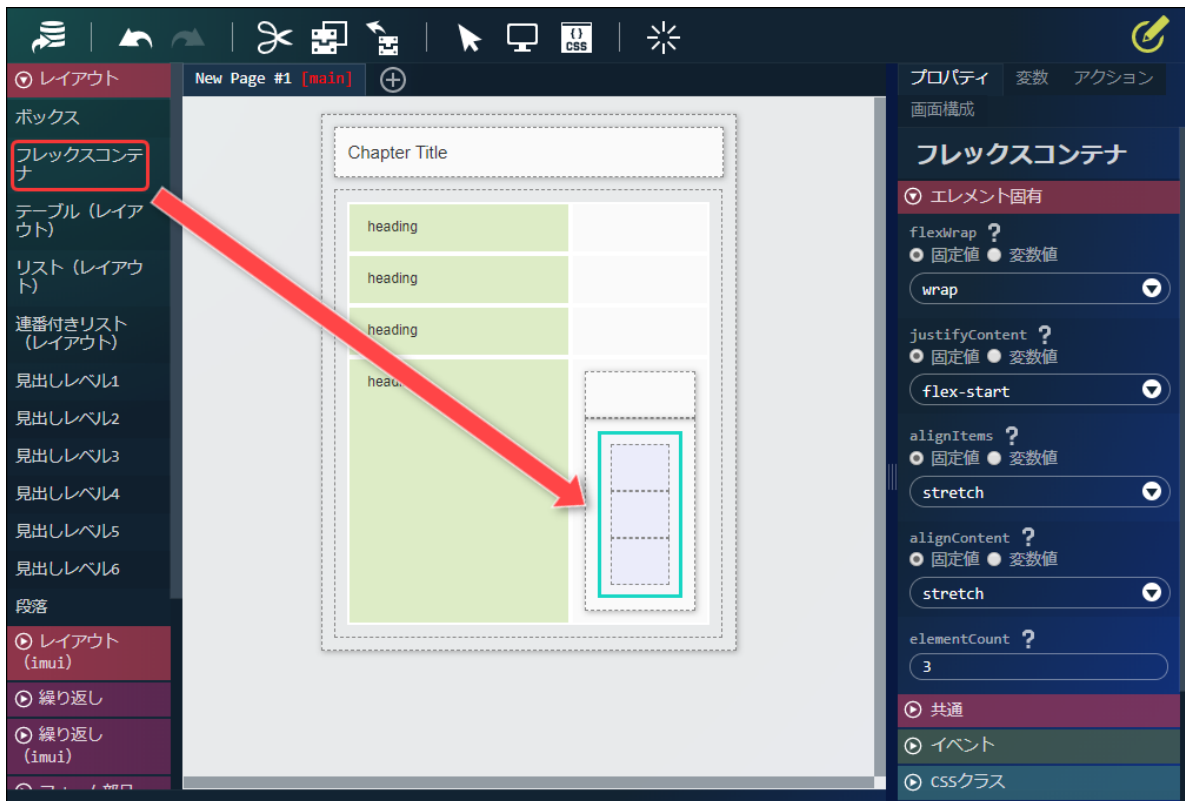 {}
CSS
レイアウト
ボックス
フレックスコンテ
ナ
テーブル（レイア
ウト）
リスト（レイアウ
ト）
連番付きリスト
（レイアウト）
見出しレベル1
見出しレベル2
見出しレベル3
見出しレベル4
見出しレベル5
見出しレベル6
段落
レイアウト
（imui）
繰り返し
繰り返し
（imui）
New Page #1 [main]
Chapter Title
heading
heading
heading
プロパティ 変数 アクション
画面構成
フレックスコンテナ
エレメント固有
flexWrap ?
固定値 変数値
wrap
justifyContent ?
固定値 変数値
flex-start
alignItems ?
固定値 変数値
stretch
alignContent ?
固定値 変数値
stretch
elementCount ?
3
共通
イベント
CSSクラス